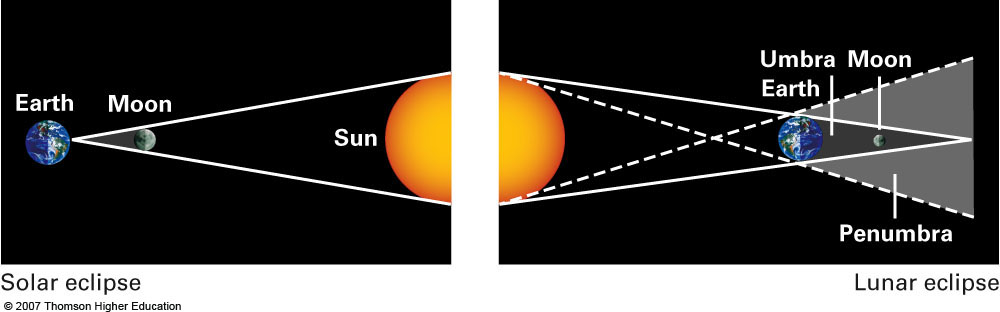 Earth
Moon
Sun
Solar eclipse
© 2007 Thomson Higher Education
Umbra
Moon
Earth
Penumbra
Lunar eclipse